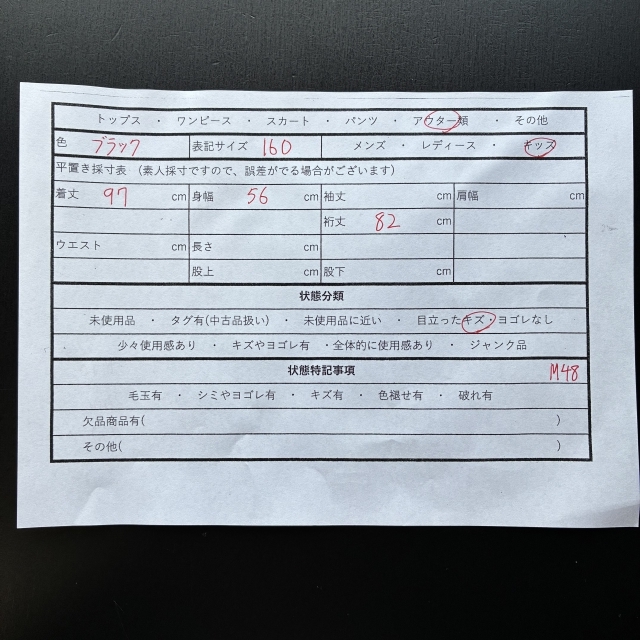 トップス ・ ワンピース ・ スカート ・ パンツ ・ アウター類 ・ その他
色 ブラック 表記サイズ 160 メンズ ・ レディース ・ キッズ
平置き採寸表 (素人採寸ですので、誤差がでる場合がございます)
着丈 97 cm 身幅 56 cm 袖丈 cm 肩幅 cm
裄丈 82 cm
ウエスト cm 長さ cm
股上 cm 股下 cm
状態分類
未使用品 ・ タグ有(中古品扱い) ・ 未使用品に近い ・ 目立ったキズ・ヨゴレなし
少々使用感あり ・ キズやヨゴレ有 ・全体的に使用感あり ・ ジャンク品
状態特記事項 M48
毛玉有 ・ シミやヨゴレ有 ・ キズ有 ・ 色褪せ有 ・ 破れ有
欠品商品有( )
その他( )